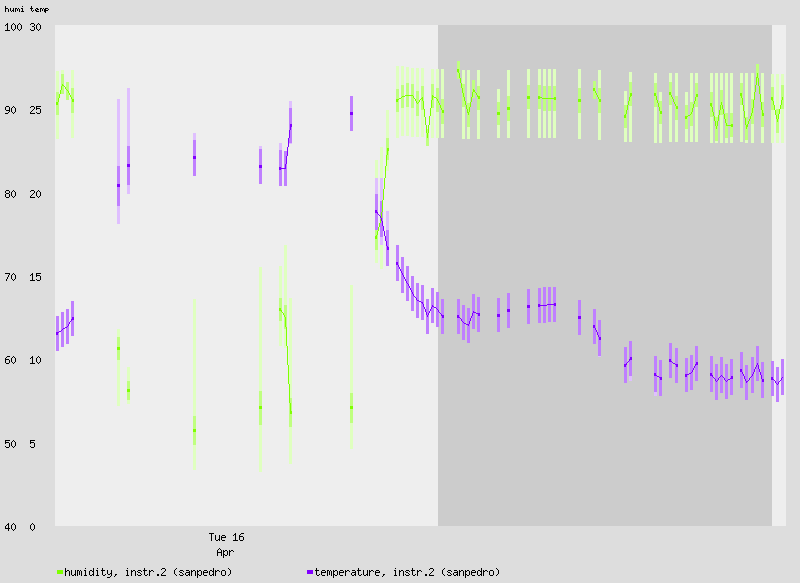 humi temp
100 30
90 25
80 20
70 15
60 10
50 5
40 0
Tue 16
Apr
humidity, instr.2 (sanpedro) temperature, instr.2 (sanpedro)